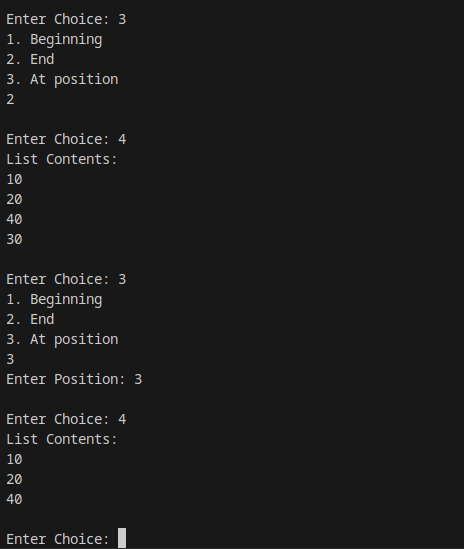 Enter Choice: 3
1. Beginning
2. End
3. At position
2
Enter Choice: 4
List Contents:
10
20
40
30
Enter Choice: 3
1. Beginning
2. End
3. At position
3
Enter Position: 3
Enter Choice: 4
List Contents:
10
20
40
Enter Choice: